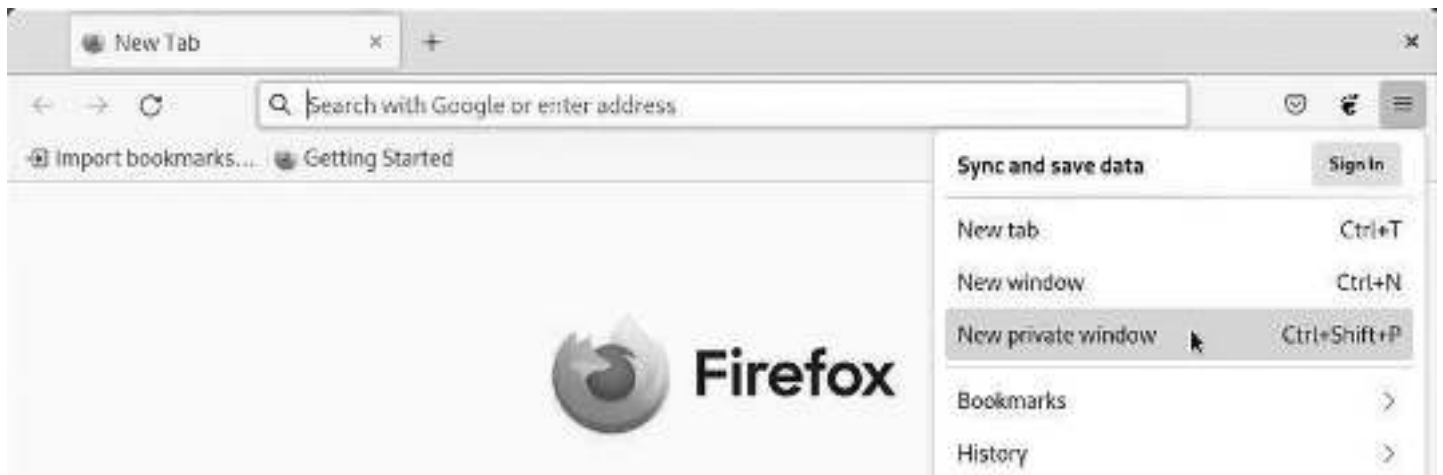 New Tab
Search with Google or enter address
Import bookmarks... Getting Started
Sync and save data Sign In
New tab Ctrl+T
New window Ctrl+N
New private window Ctrl+Shift+P
Firefox
Bookmarks
History